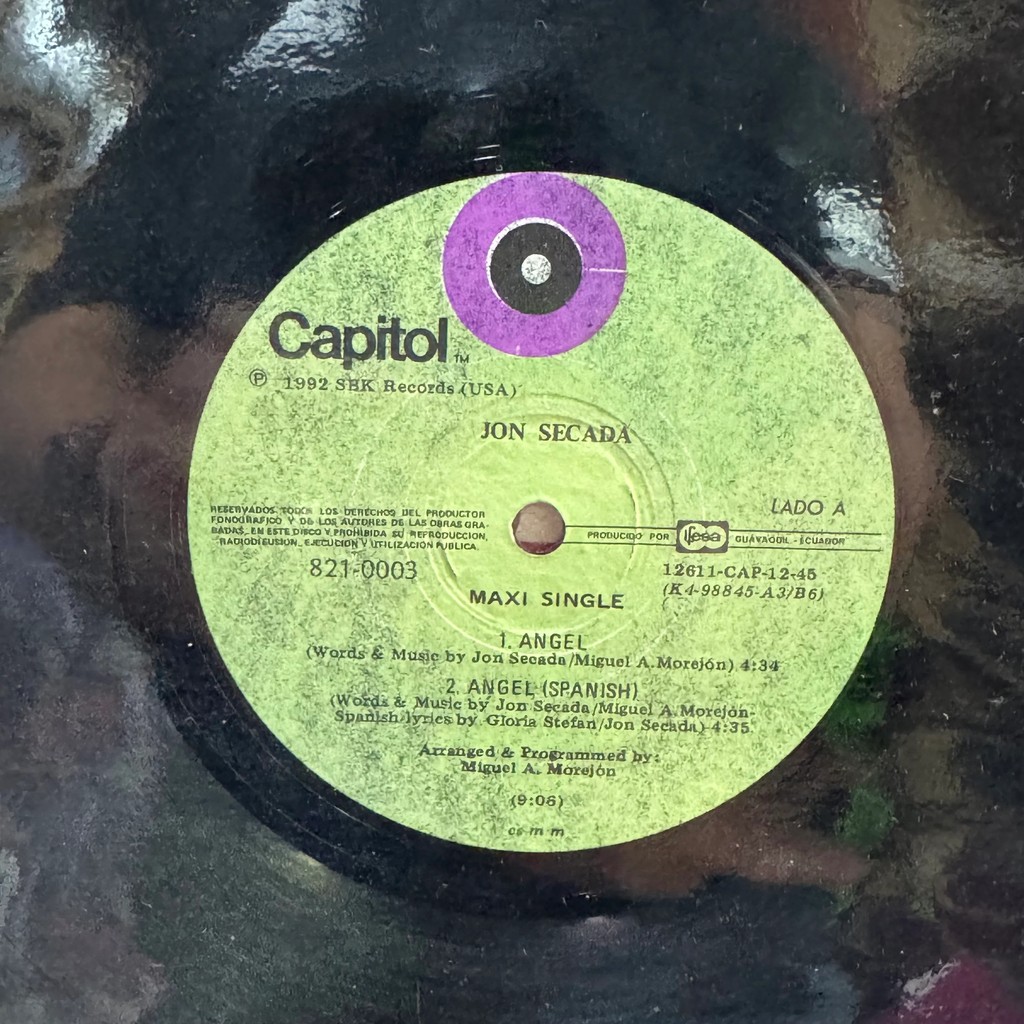 Capitol™
Ⓟ 1992 SBK Records (USA)
JON SECADA
RESERVADOS TODOS LOS DERECHOS DEL PRODUCTOR
FONOGRAFICO Y DE LOS AUTORES DE LAS OBRAS GRA-
BADAS, EN ESTE DISCO Y PROHIBIDA SU REPRODUCCION,
RADIODIFUSION, EJECUCION Y UTILIZACION PUBLICA.
821-0003
LADO A
PRODUCIDO POR ifesa GUAYAQUIL - ECUADOR
12611-CAP-12-45
(K4-98845-A3/B6)
MAXI SINGLE
1. ANGEL
(Words & Music by Jon Secada/Miguel A. Morejón) 4:34
2. ANGEL (SPANISH)
(Words & Music by Jon Secada/Miguel A. Morejón-
Spanish lyrics by Gloria Stefan/Jon Secada) 4:35
Arranged & Programmed by:
Miguel A. Morejón
(9:06)